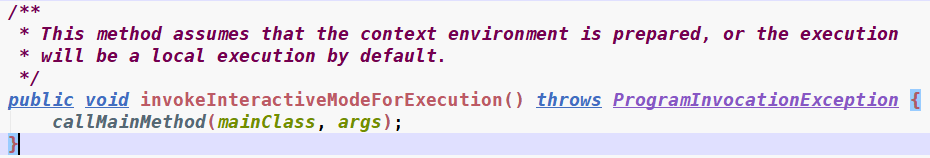 /**
 * This method assumes that the context environment is prepared, or the execution
 * will be a local execution by default.
 */
public void invokeInteractiveModeForExecution() throws ProgramInvocationException {
    callMainMethod(mainClass, args);
}